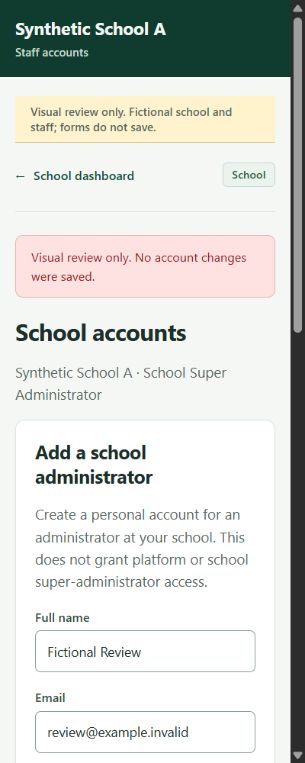 Synthetic School A
Staff accounts
Visual review only. Fictional school and
staff; forms do not save.
← School dashboard
School
Visual review only. No account changes
were saved.
School accounts
Synthetic School A · School Super
Administrator
Add a school
administrator
Create a personal account for an
administrator at your school. This
does not grant platform or school
super-administrator access.
Full name
Fictional Review
Email
review@example.invalid